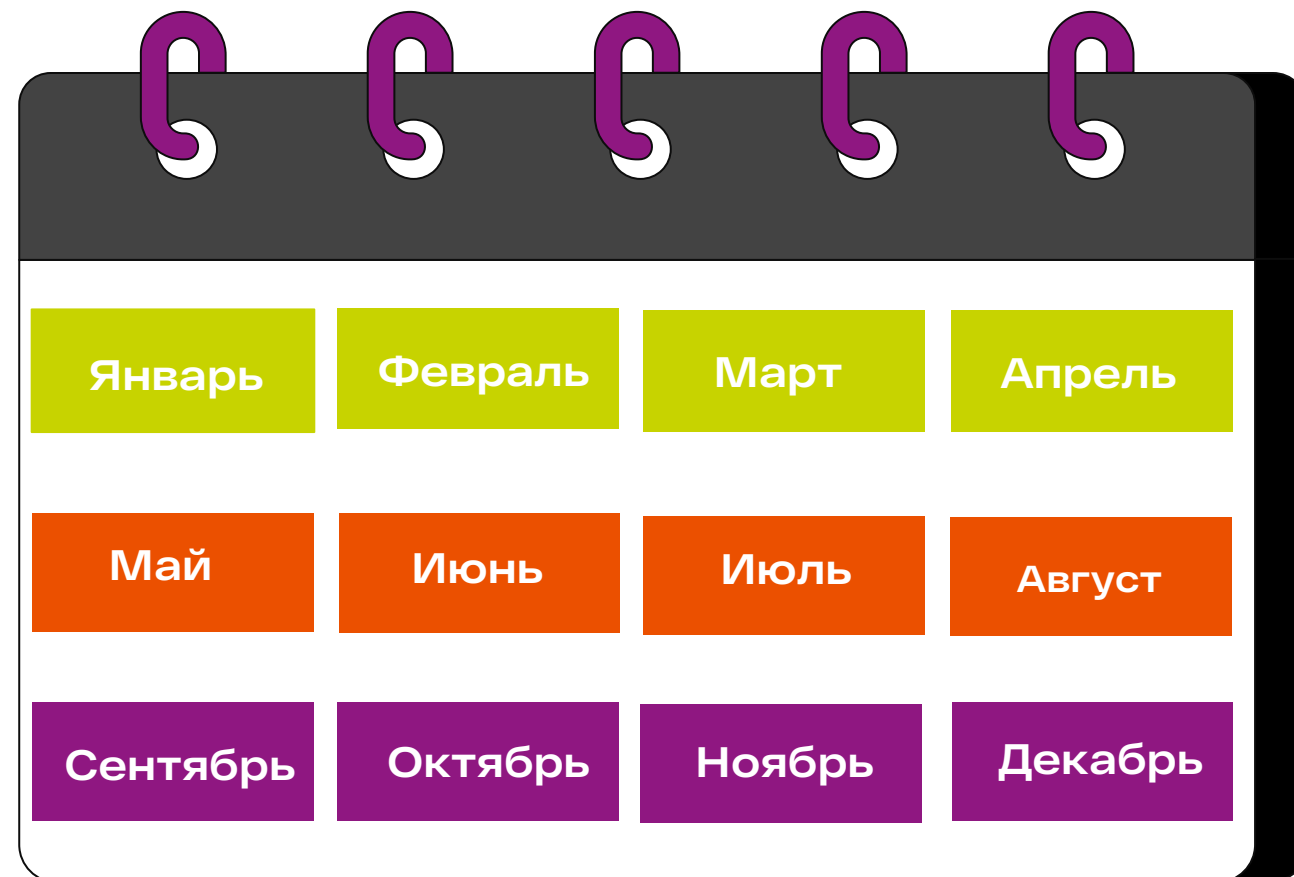 Январь
Февраль
Март
Апрель
Май
Июнь
Июль
Август
Сентябрь
Октябрь
Ноябрь
Декабрь